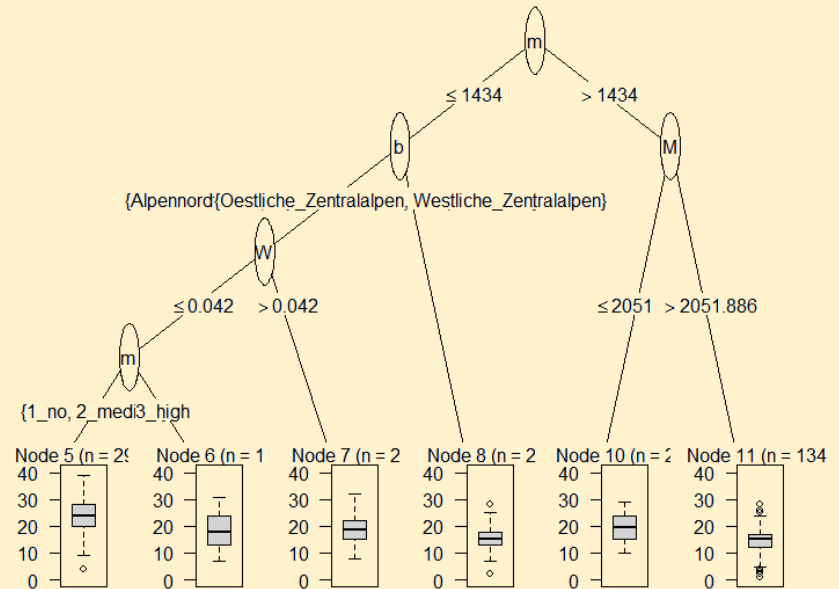 m
≤ 1434 > 1434
b M
{Alpennord{Oestliche_Zentralalpen, Westliche_Zentralalpen}
W
≤ 0.042 > 0.042 ≤ 2051 > 2051.886
m
{1_no, 2_medi3_high
Node 5 (n = 29 Node 6 (n = 1 Node 7 (n = 2 Node 8 (n = 2 Node 10 (n = 2 Node 11 (n = 134
40 40 40 40 40 40
30 30 30 30 30 30
20 20 20 20 20 20
10 10 10 10 10 10
0 0 0 0 0 0